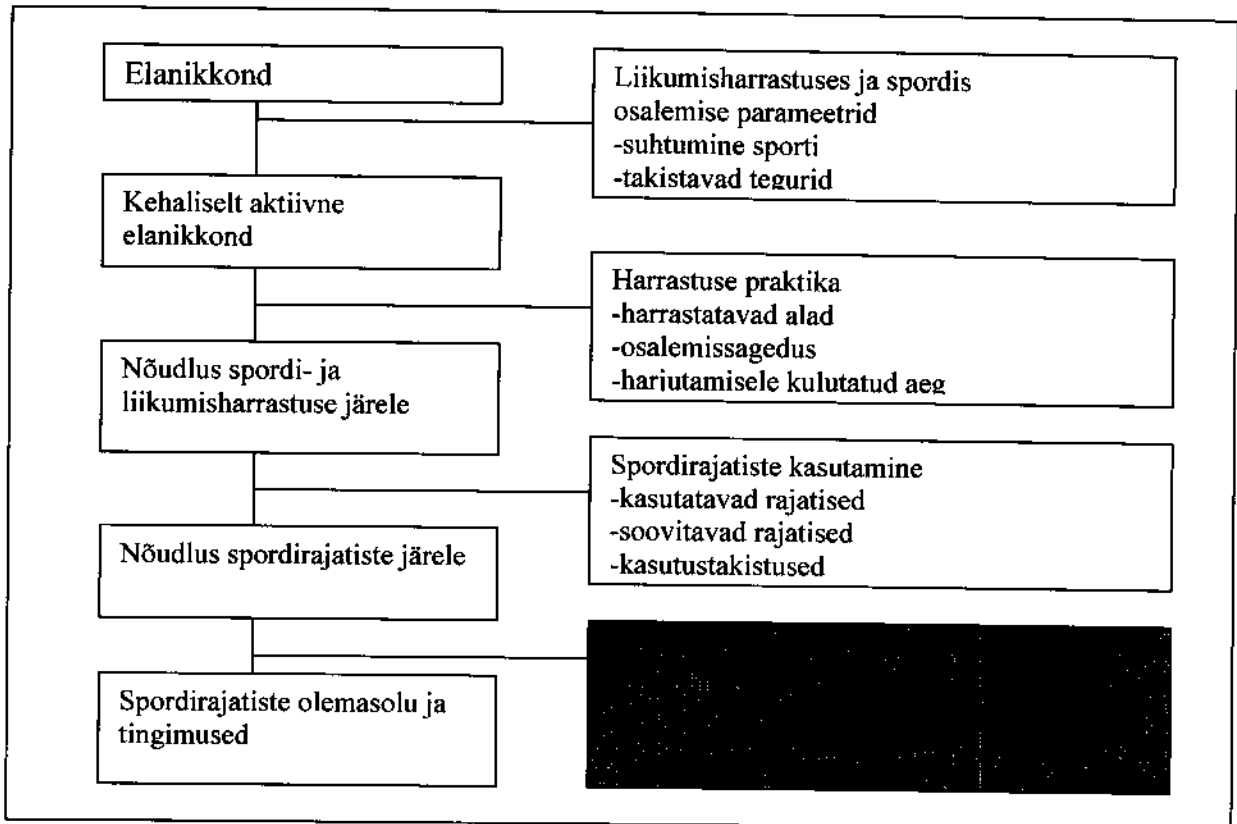 Elanikkond
Liikumisharrastuses ja spordis
osalemise parameetrid
-suhtumine sporti
-takistavad tegurid
Kehaliselt aktiivne
elanikkond
Harrastuse praktika
-harrastatavad alad
-osalemissagedus
-harjutamisele kulutatud aeg
Nõudlus spordi- ja
liikumisharrastuse järele
Spordirajatiste kasutamine
-kasutatavad rajatised
-soovitavad rajatised
-kasutustakistused
Nõudlus spordirajatiste järele
Spordirajatiste olemasolu ja
tingimused